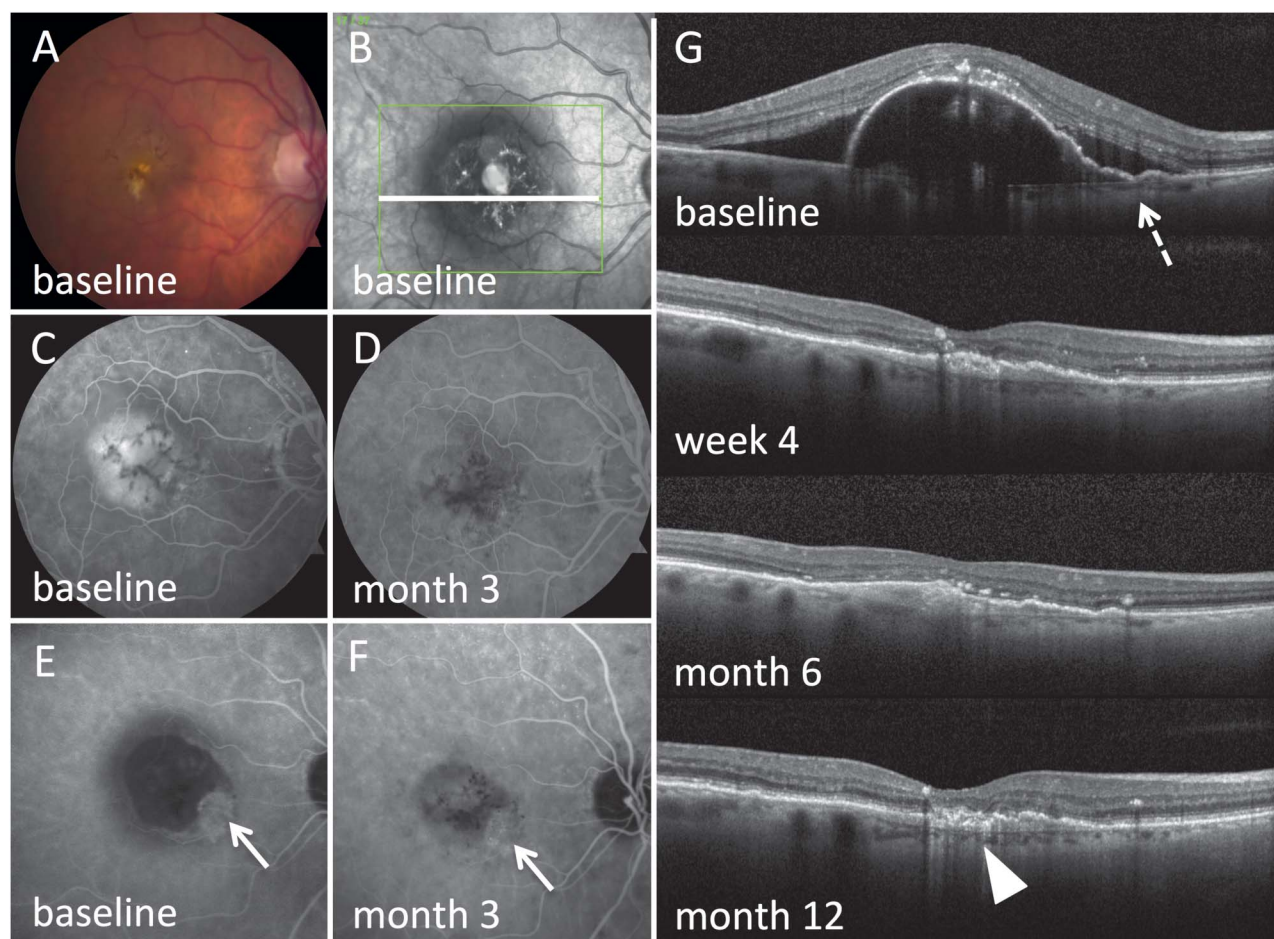 A
baseline
B
baseline
C
baseline
D
month 3
E
baseline
F
month 3
G
baseline
week 4
month 6
month 12